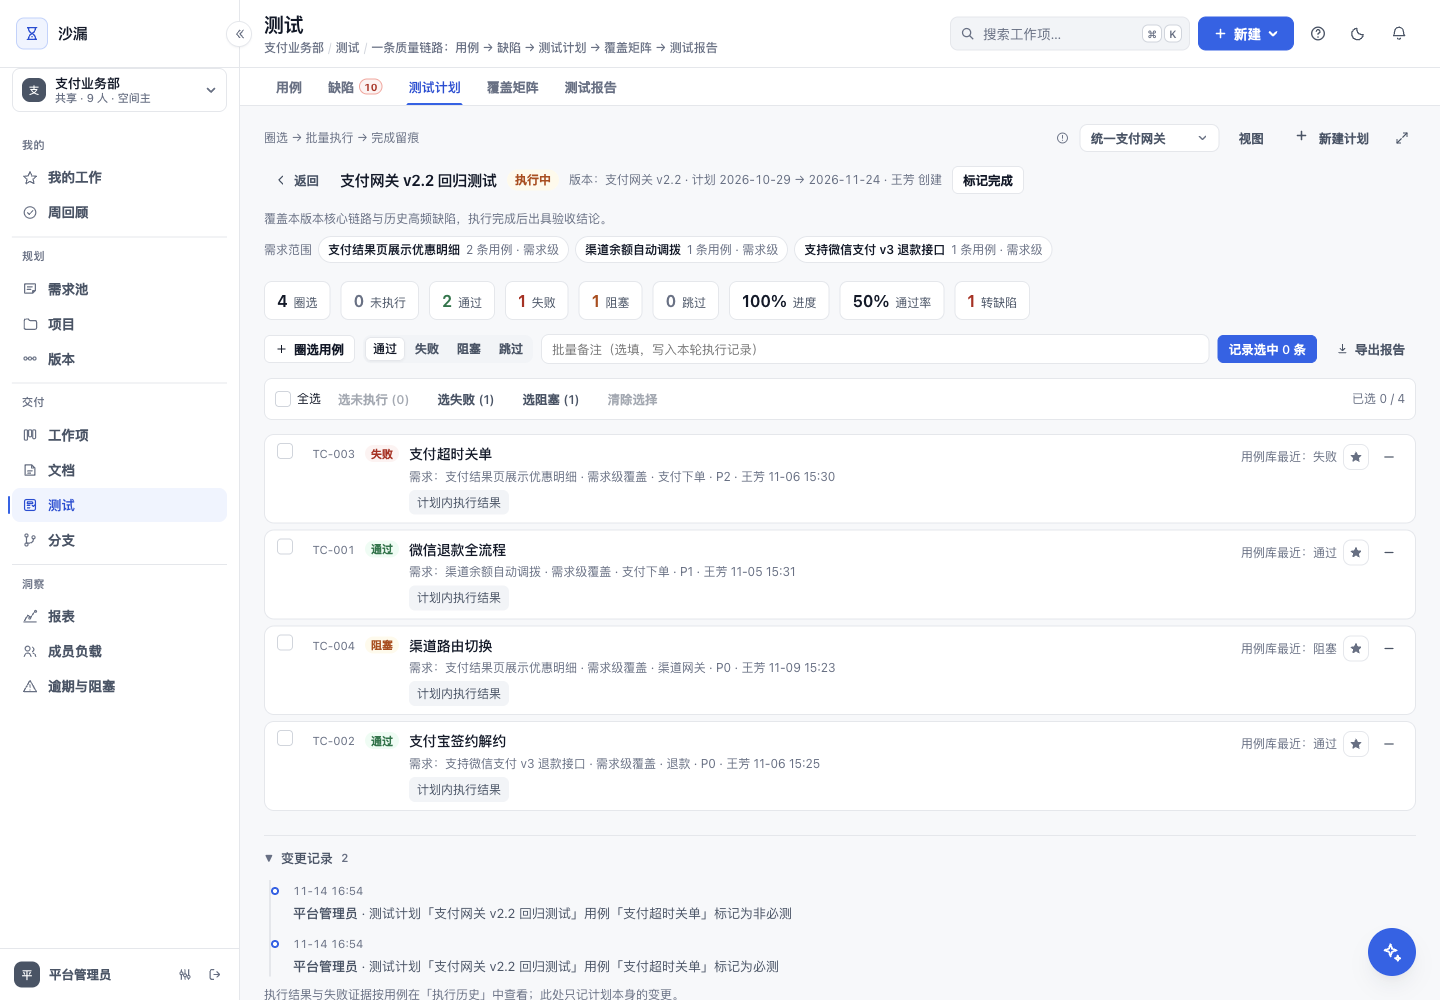 沙漏
支
支付业务部
共享 · 9 人 · 空间主
我的
我的工作
周回顾
规划
需求池
项目
版本
交付
工作项
文档
测试
分支
洞察
报表
成员负载
逾期与阻塞
平
平台管理员
测试
支付业务部 / 测试 / 一条质量链路：用例 → 缺陷 → 测试计划 → 覆盖矩阵 → 测试报告
搜索工作项... ⌘ K
新建
用例 缺陷 10 测试计划 覆盖矩阵 测试报告
圈选 → 批量执行 → 完成留痕
统一支付网关 视图 + 新建计划
返回 支付网关 v2.2 回归测试 执行中 版本：支付网关 v2.2 · 计划 2026-10-29 → 2026-11-24 · 王芳 创建 标记完成
覆盖本版本核心链路与历史高频缺陷，执行完成后出具验收结论。
需求范围 支付结果页展示优惠明细 2 条用例 · 需求级 渠道余额自动调拨 1 条用例 · 需求级 支持微信支付 v3 退款接口 1 条用例 · 需求级
4 圈选 0 未执行 2 通过 1 失败 1 阻塞 0 跳过 100% 进度 50% 通过率 1 转缺陷
+ 圈选用例 通过 失败 阻塞 跳过 批量备注（选填，写入本轮执行记录） 记录选中 0 条 导出报告
全选 选未执行 (0) 选失败 (1) 选阻塞 (1) 清除选择 已选 0 / 4
TC-003 失败 支付超时关单 用例库最近：失败
需求：支付结果页展示优惠明细 · 需求级覆盖 · 支付下单 · P2 · 王芳 11-06 15:30
计划内执行结果
TC-001 通过 微信退款全流程 用例库最近：通过
需求：渠道余额自动调拨 · 需求级覆盖 · 支付下单 · P1 · 王芳 11-05 15:31
计划内执行结果
TC-004 阻塞 渠道路由切换 用例库最近：阻塞
需求：支付结果页展示优惠明细 · 需求级覆盖 · 渠道网关 · P0 · 王芳 11-09 15:23
计划内执行结果
TC-002 通过 支付宝签约解约 用例库最近：通过
需求：支持微信支付 v3 退款接口 · 需求级覆盖 · 退款 · P0 · 王芳 11-06 15:25
计划内执行结果
▼ 变更记录 2
11-14 16:54
平台管理员 · 测试计划「支付网关 v2.2 回归测试」用例「支付超时关单」标记为非必测
11-14 16:54
平台管理员 · 测试计划「支付网关 v2.2 回归测试」用例「支付超时关单」标记为必测
执行结果与失败证据按用例在「执行历史」中查看；此处只记计划本身的变更。